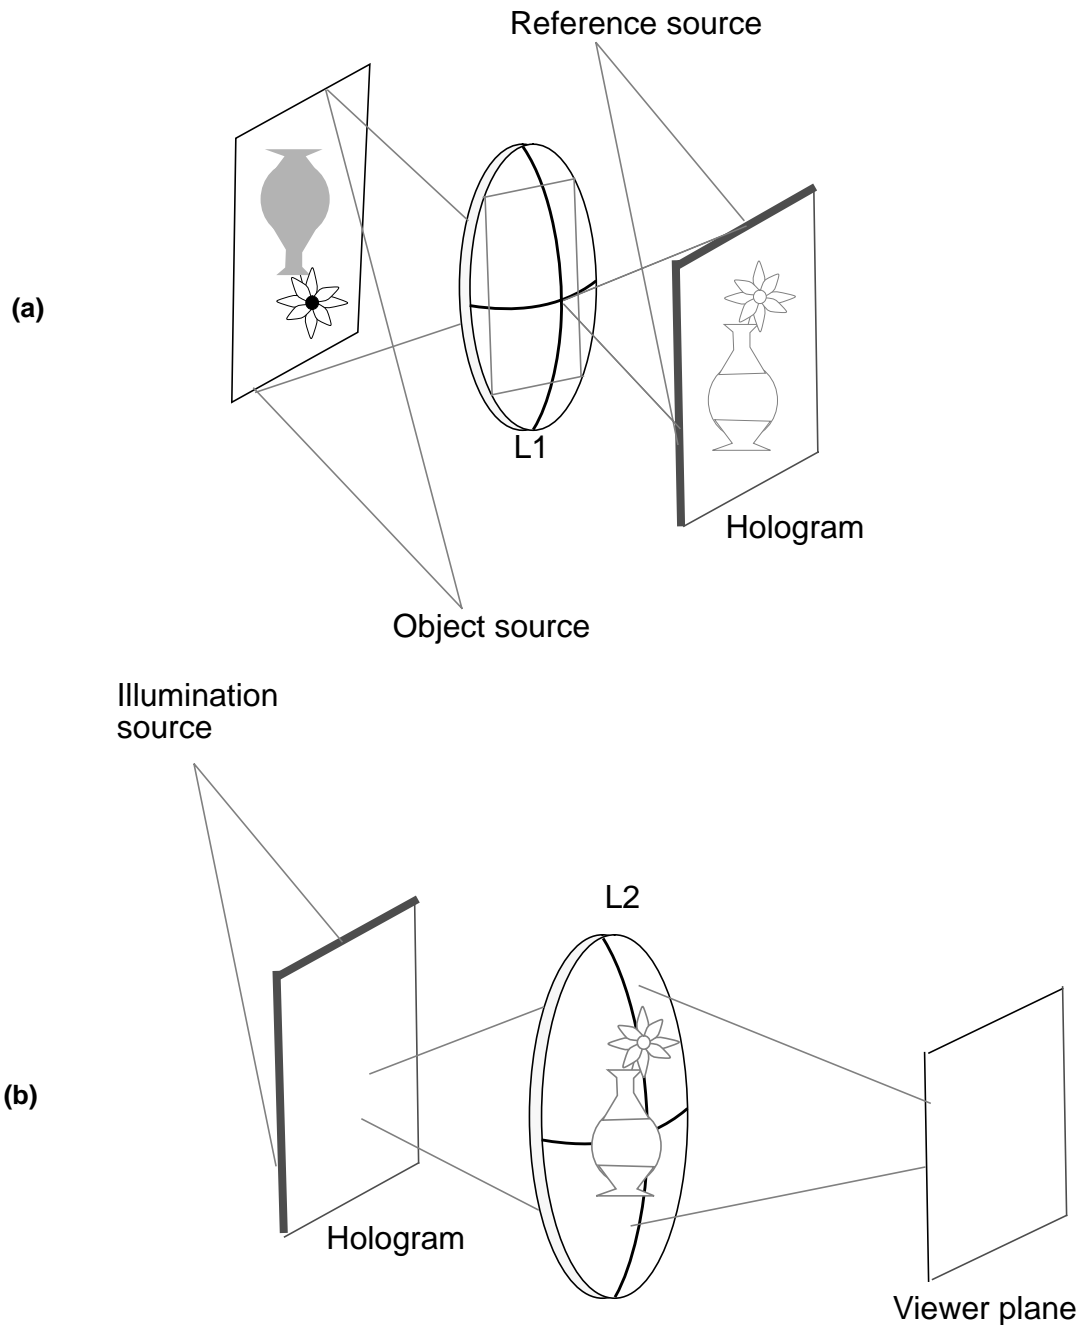 Reference source
(a)
L1
Hologram
Object source
Illumination
source
L2
(b)
Hologram
Viewer plane